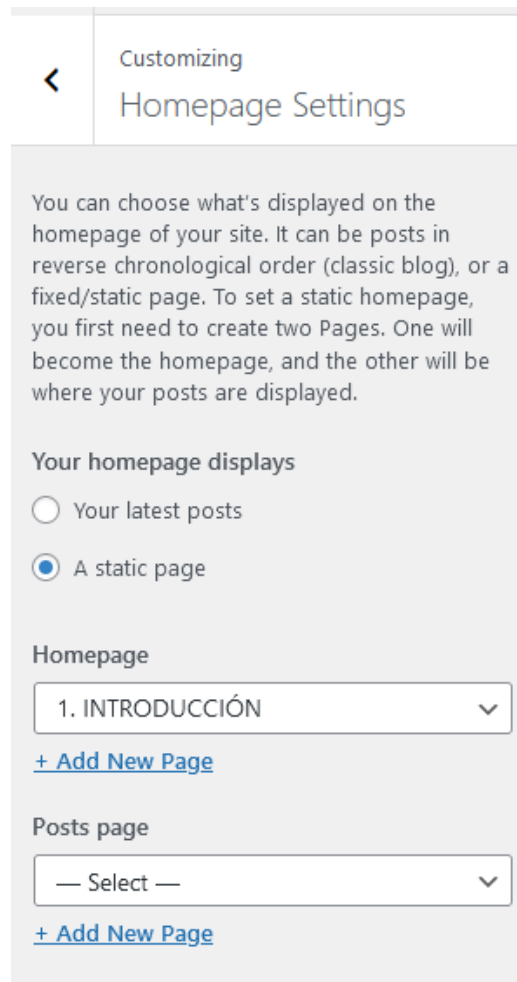 Customizing
Homepage Settings
You can choose what's displayed on the
homepage of your site. It can be posts in
reverse chronological order (classic blog), or a
fixed/static page. To set a static homepage,
you first need to create two Pages. One will
become the homepage, and the other will be
where your posts are displayed.
Your homepage displays
Your latest posts
A static page
Homepage
1. INTRODUCCIÓN
+ Add New Page
Posts page
— Select —
+ Add New Page